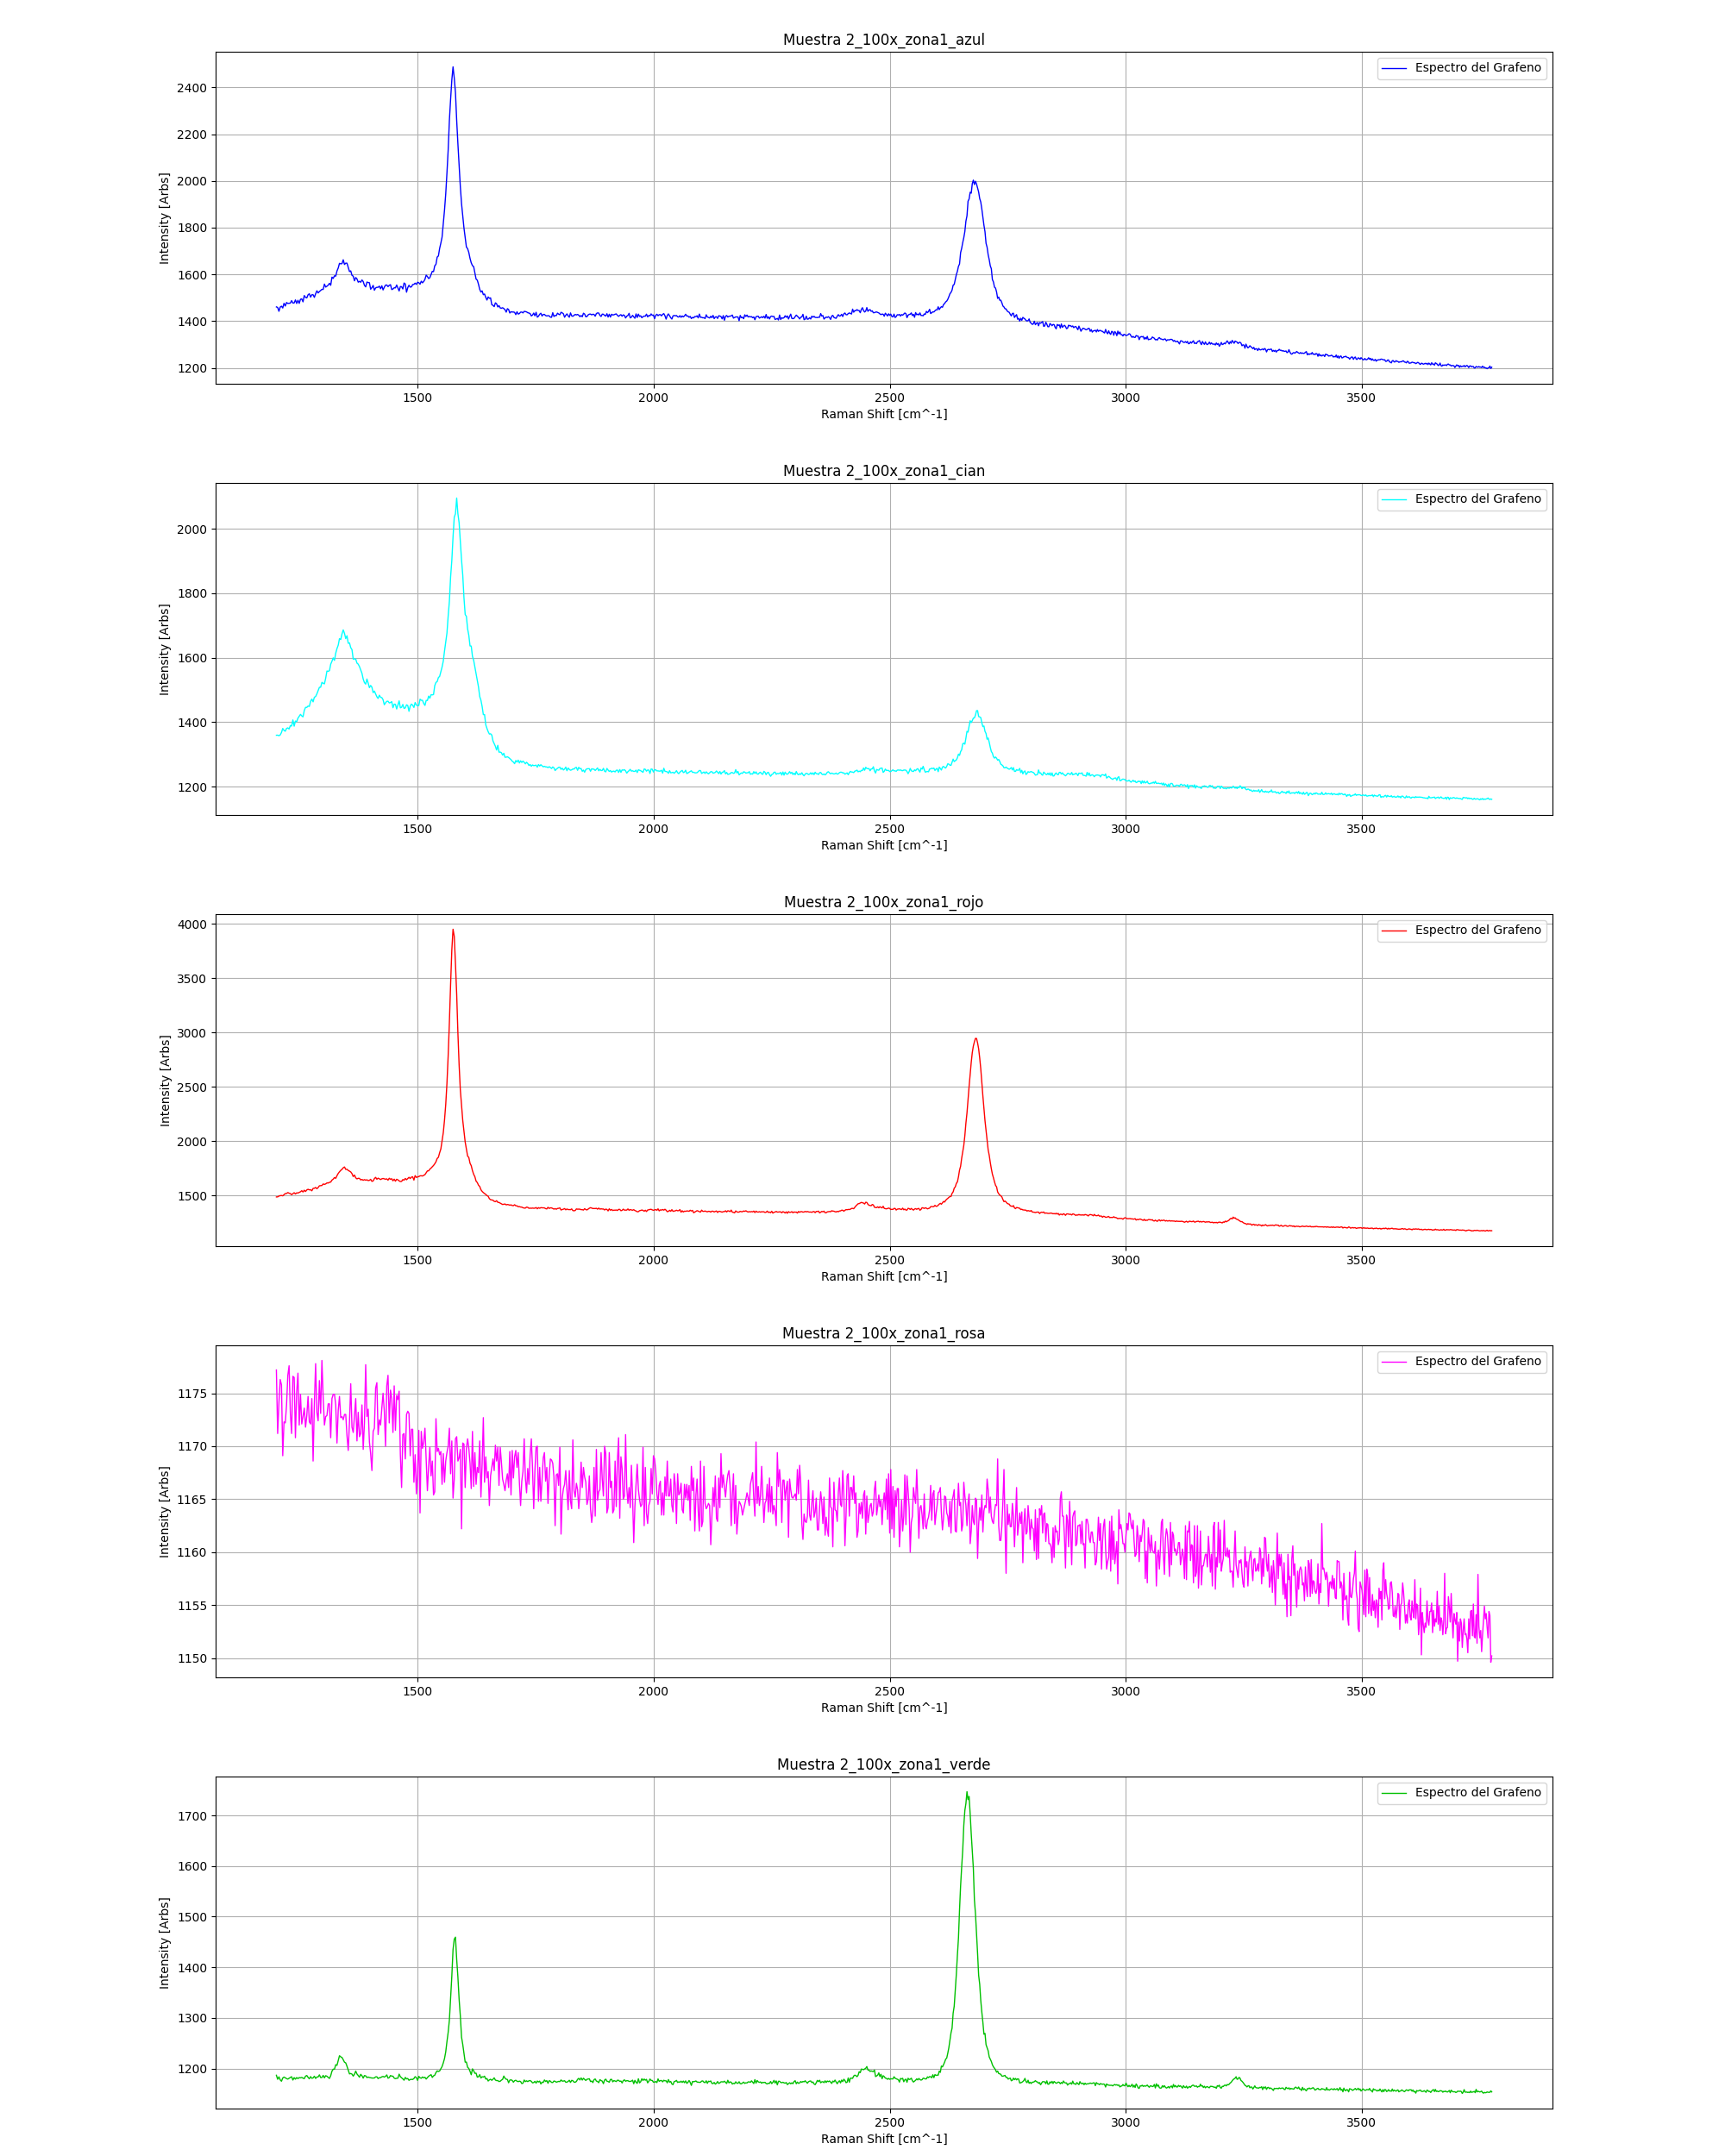 Muestra 2_100x_zona1_azul
Espectro del Grafeno
2400
2200
2000
1800
1600
1400
1200
Intensity [Arbs]
1500 2000 2500 3000 3500
Raman Shift [cm^-1]
Muestra 2_100x_zona1_cian
Espectro del Grafeno
2000
1800
1600
1400
1200
Intensity [Arbs]
1500 2000 2500 3000 3500
Raman Shift [cm^-1]
Muestra 2_100x_zona1_rojo
Espectro del Grafeno
4000
3500
3000
2500
2000
1500
Intensity [Arbs]
1500 2000 2500 3000 3500
Raman Shift [cm^-1]
Muestra 2_100x_zona1_rosa
Espectro del Grafeno
1175
1170
1165
1160
1155
1150
Intensity [Arbs]
1500 2000 2500 3000 3500
Raman Shift [cm^-1]
Muestra 2_100x_zona1_verde
Espectro del Grafeno
1700
1600
1500
1400
1300
1200
Intensity [Arbs]
1500 2000 2500 3000 3500
Raman Shift [cm^-1]